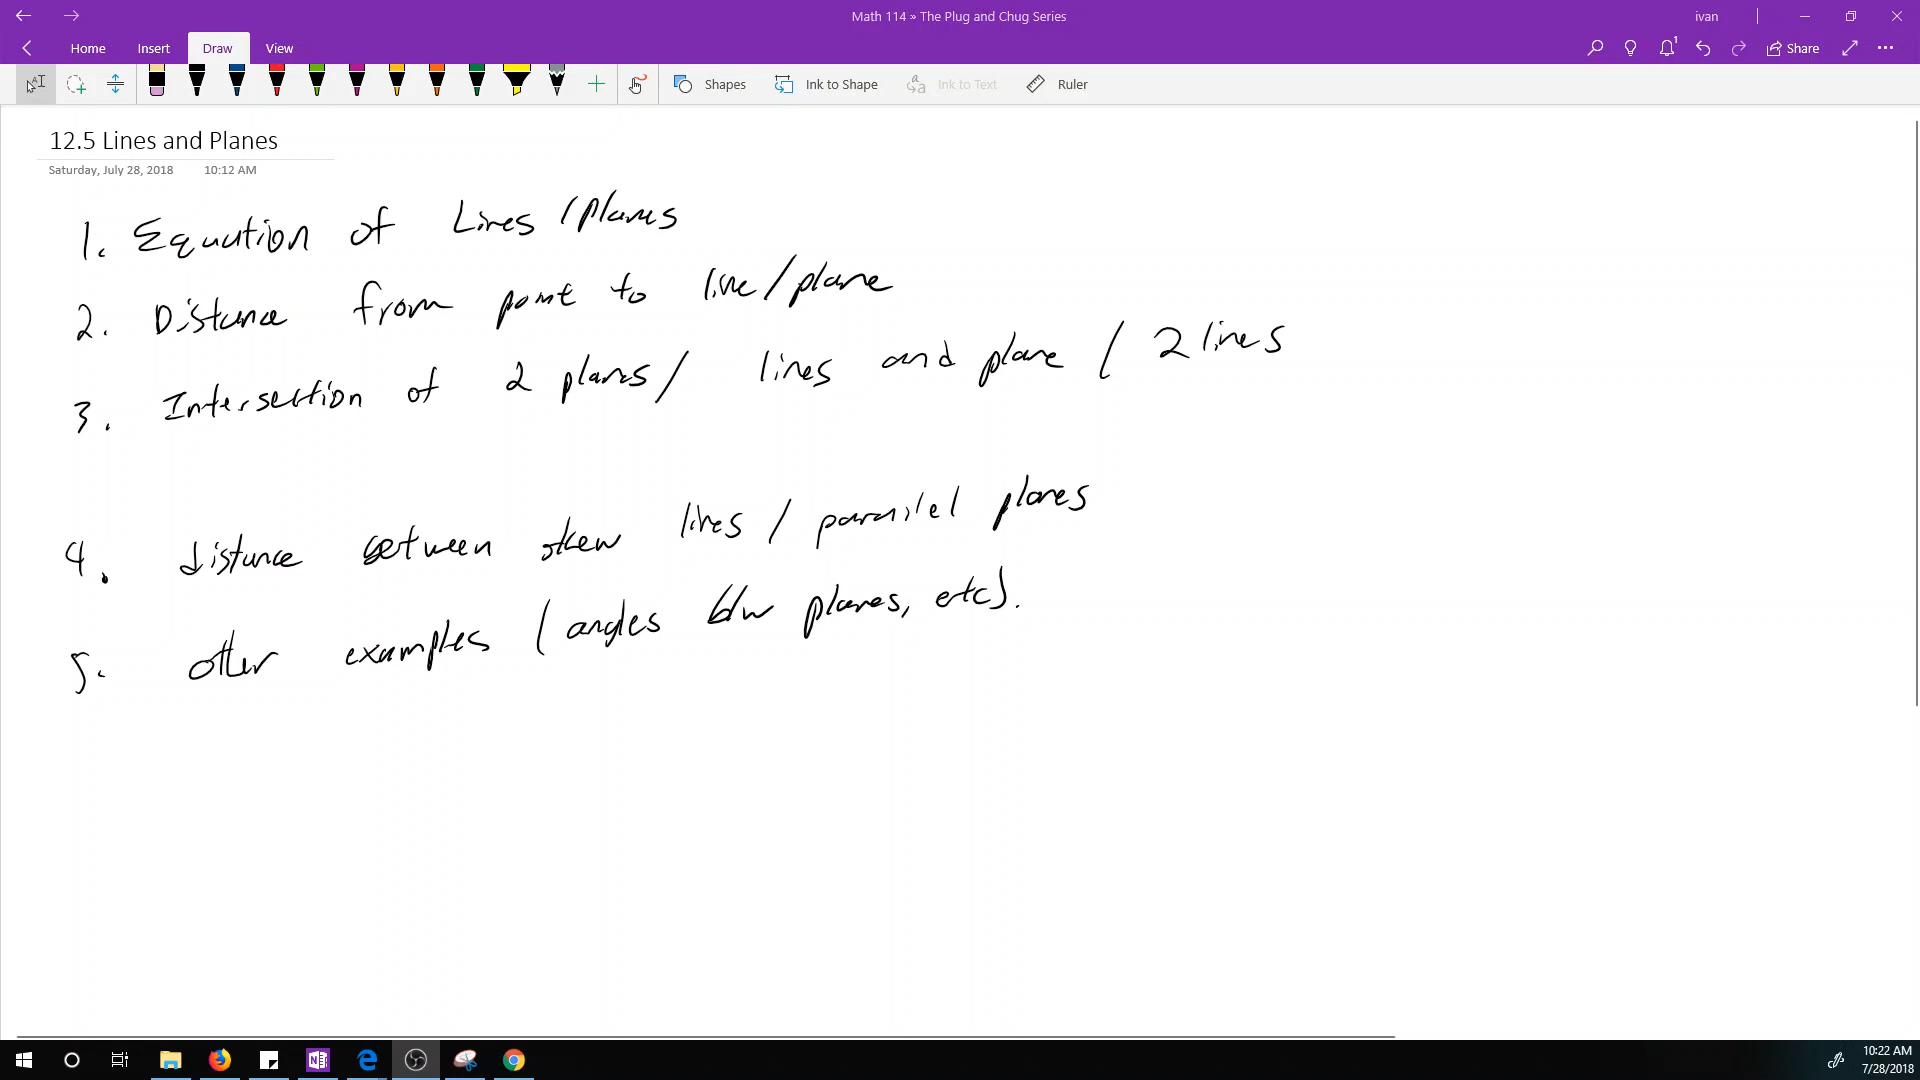 Math 114 » The Plug and Chug Series
ivan
Home Insert Draw View
1 Share
Shapes Ink to Shape Ink to Text Ruler
12.5 Lines and Planes
Saturday, July 28, 2018 10:12 AM
1. Equation of Lines / planes
2. Distance from point to line/plane
3. Intersection of 2 planes / lines and plane / 2 lines
4. distance between skew lines / parallel planes
5. other examples (angles b/w planes, etc).
10:22 AM
7/28/2018